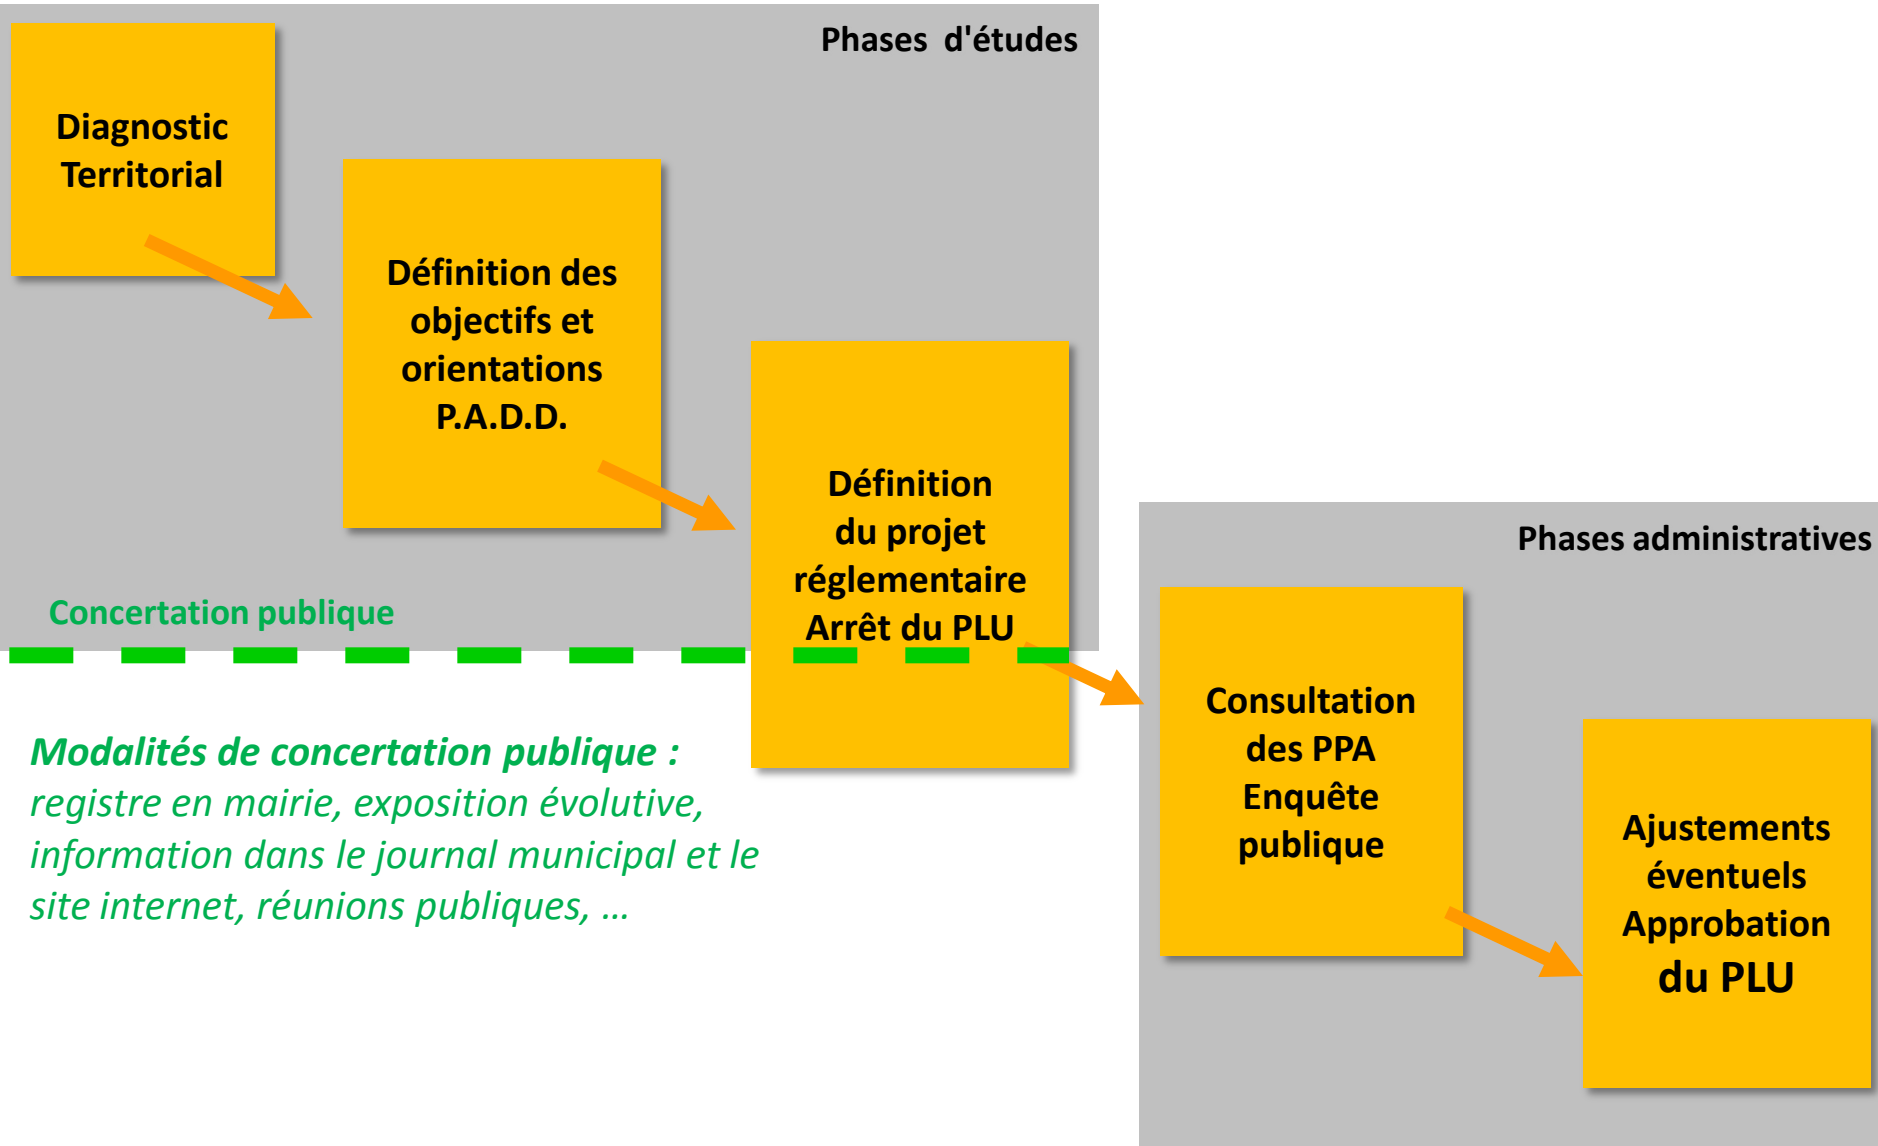 Phases d'études
Diagnostic
Territorial
Définition des
objectifs et
orientations
P.A.D.D.
Définition
du projet
réglementaire
Arrêt du PLU
Concertation publique
Modalités de concertation publique :
registre en mairie, exposition évolutive,
information dans le journal municipal et le
site internet, réunions publiques, …
Phases administratives
Consultation
des PPA
Enquête
publique
Ajustements
éventuels
Approbation
du PLU